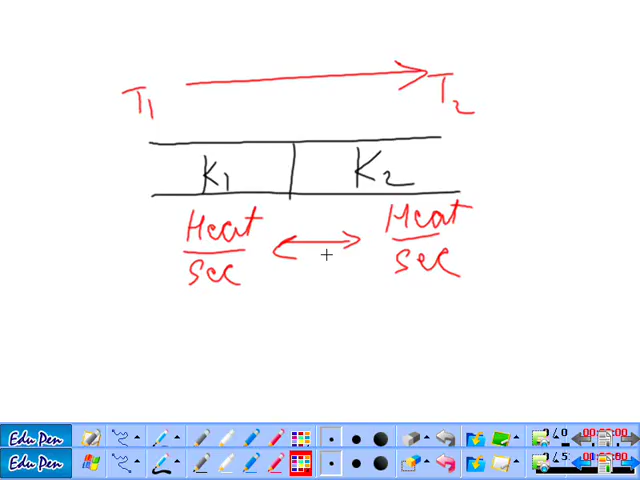 T1 T2
K1 K2
Heat Heat
sec sec
Edu Pen
Edu Pen